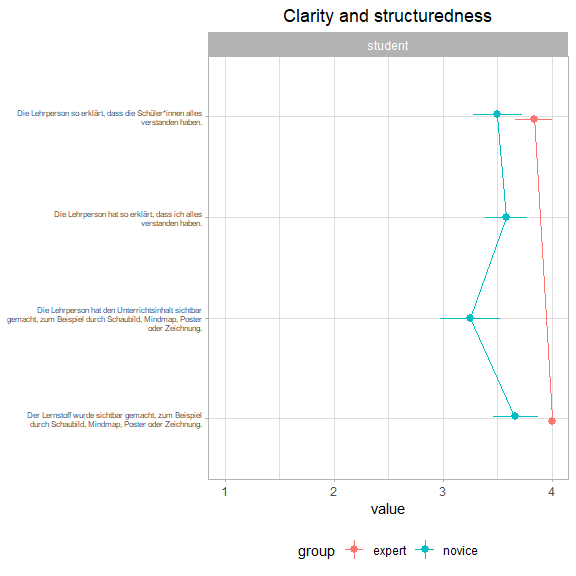 Clarity and structuredness
student
Die Lehrperson so erklärt, dass die Schüler*innen alles
verstanden haben.
Die Lehrperson hat so erklärt, dass ich alles
verstanden haben.
Die Lehrperson hat den Unterrichtsinhalt sichtbar
gemacht, zum Beispiel durch Schaubild, Mindmap, Poster
oder Zeichnung.
Der Lernstoff wurde sichtbar gemacht, zum Beispiel
durch Schaubild, Mindmap, Poster oder Zeichnung.
1 2 3 4
value
group expert novice